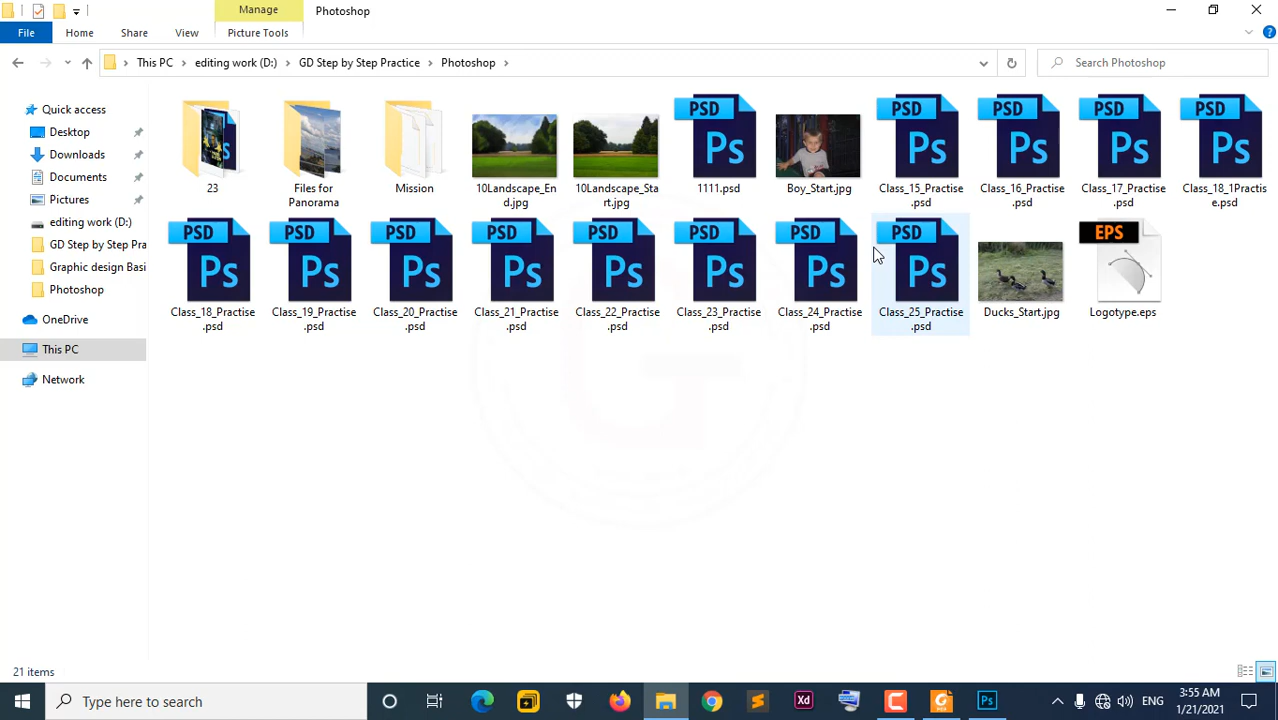 Manage
Photoshop
File
Home
Share
View
Picture Tools
This PC
editing work (D:)
GD Step by Step Practice
Photoshop
Search Photoshop
Quick access
Desktop
Downloads
Documents
Pictures
editing work (D:)
GD Step by Step Pra
Graphic design Basi
Photoshop
OneDrive
This PC
Network
23
Files for
Panorama
Mission
10Landscape_En
d.jpg
10Landscape_Sta
rt.jpg
PSD
Ps
1111.psd
Boy_Start.jpg
PSD
Ps
Class_15_Practise
.psd
PSD
Ps
Class_16_Practise
.psd
PSD
Ps
Class_17_Practise
.psd
PSD
Ps
Class_18_1Practis
e.psd
PSD
Ps
Class_18_Practise
.psd
PSD
Ps
Class_19_Practise
.psd
PSD
Ps
Class_20_Practise
.psd
PSD
Ps
Class_21_Practise
.psd
PSD
Ps
Class_22_Practise
.psd
PSD
Ps
Class_23_Practise
.psd
PSD
Ps
Class_24_Practise
.psd
PSD
Ps
Class_25_Practise
.psd
Ducks_Start.jpg
EPS
Logotype.eps
21 items
Type here to search
Xd
Ps
ENG
3:55 AM
1/21/2021